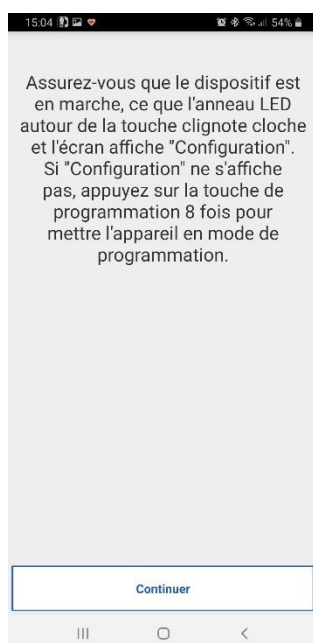 15:04
54%
Assurez-vous que le dispositif est
en marche, ce que l'anneau LED
autour de la touche clignote cloche
et l'écran affiche "Configuration".
Si "Configuration" ne s'affiche
pas, appuyez sur la touche de
programmation 8 fois pour
mettre l'appareil en mode de
programmation.
Continuer